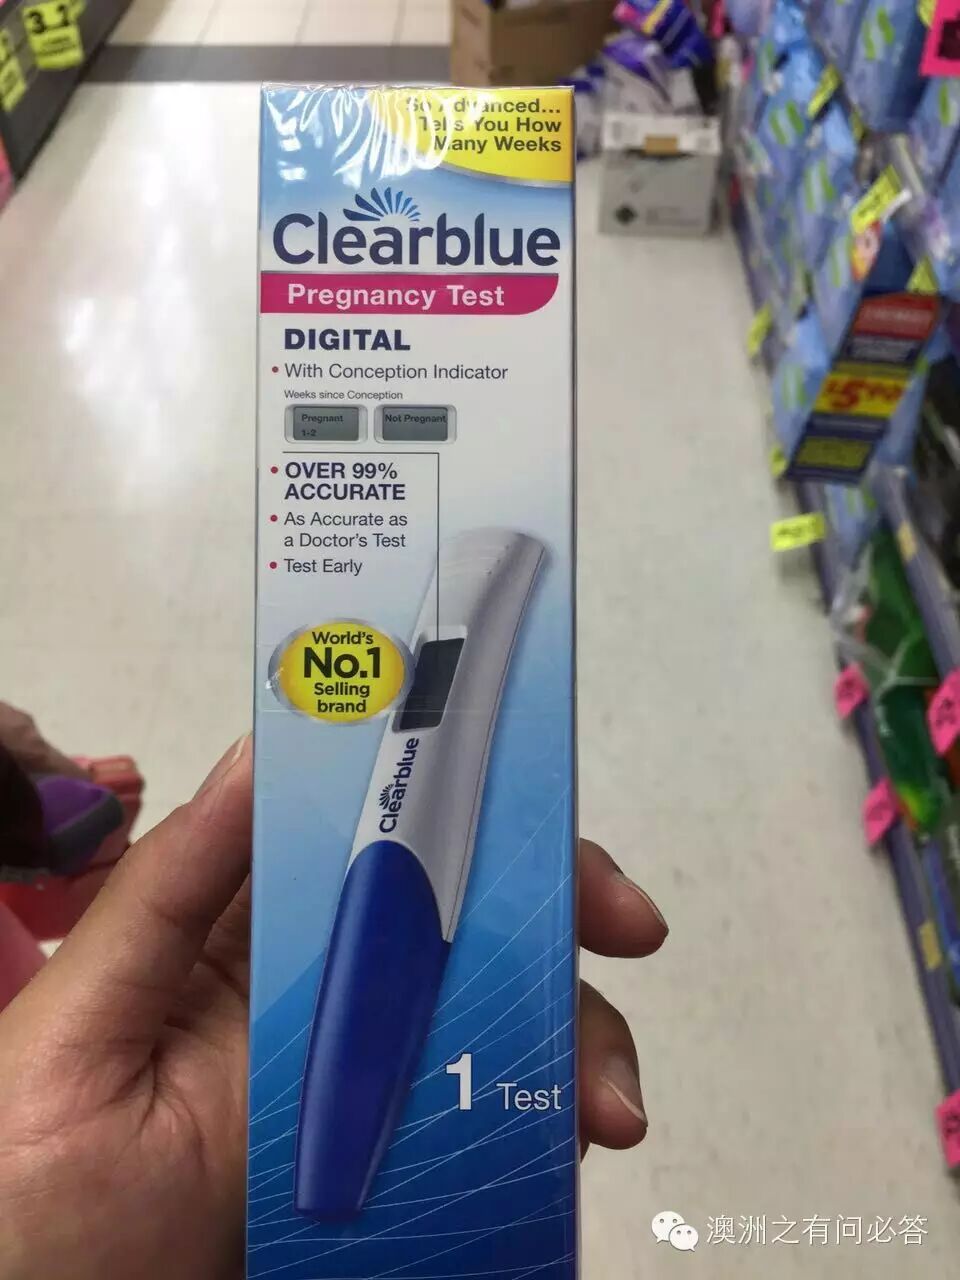 So Advanced...
Tells You How
Many Weeks
Clearblue
Pregnancy Test
DIGITAL
• With Conception Indicator
Weeks since Conception
Pregnant
1-2
Not Pregnant
• OVER 99%
ACCURATE
• As Accurate as
a Doctor's Test
• Test Early
World's
No.1
Selling
brand
Clearblue
1 Test
澳洲之有问必答